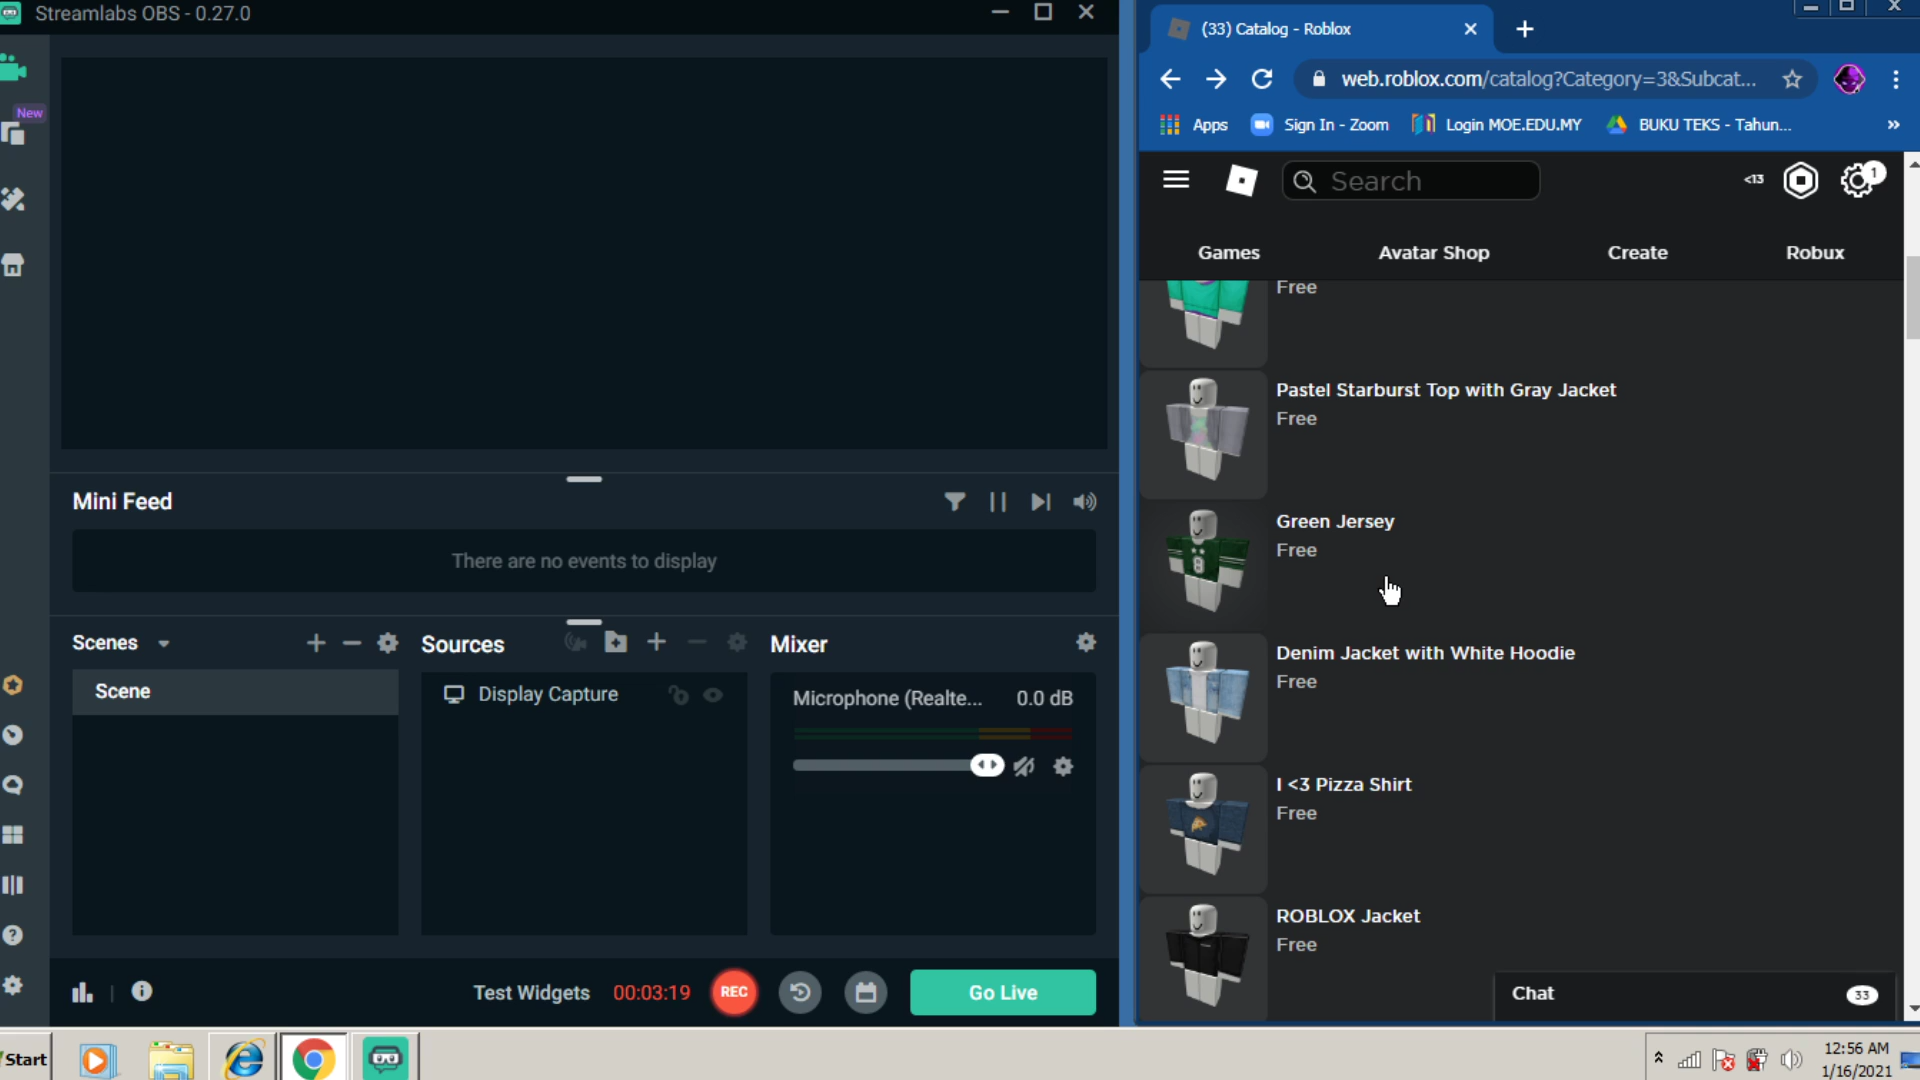 Streamlabs OBS - 0.27.0
New
Mini Feed
There are no events to display
Scenes
Scene
Sources
Display Capture
Mixer
Microphone (Realte... 0.0 dB
Test Widgets 00:03:19 REC Go Live
(33) Catalog - Roblox
web.roblox.com/catalog?Category=3&Subcat...
Apps Sign In - Zoom Login MOE.EDU.MY BUKU TEKS - Tahun... »
Search <13 1
Games Avatar Shop Create Robux
Free
Pastel Starburst Top with Gray Jacket
Free
Green Jersey
Free
8
Denim Jacket with White Hoodie
Free
I <3 Pizza Shirt
Free
ROBLOX Jacket
Free
Chat 33
Start
12:56 AM
1/16/2021